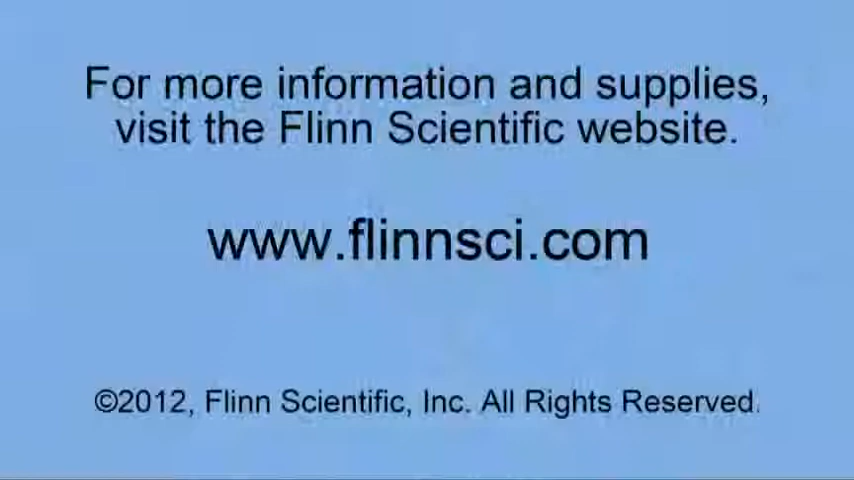 For more information and supplies,
visit the Flinn Scientific website.
www.flinnsci.com
©2012, Flinn Scientific, Inc. All Rights Reserved.